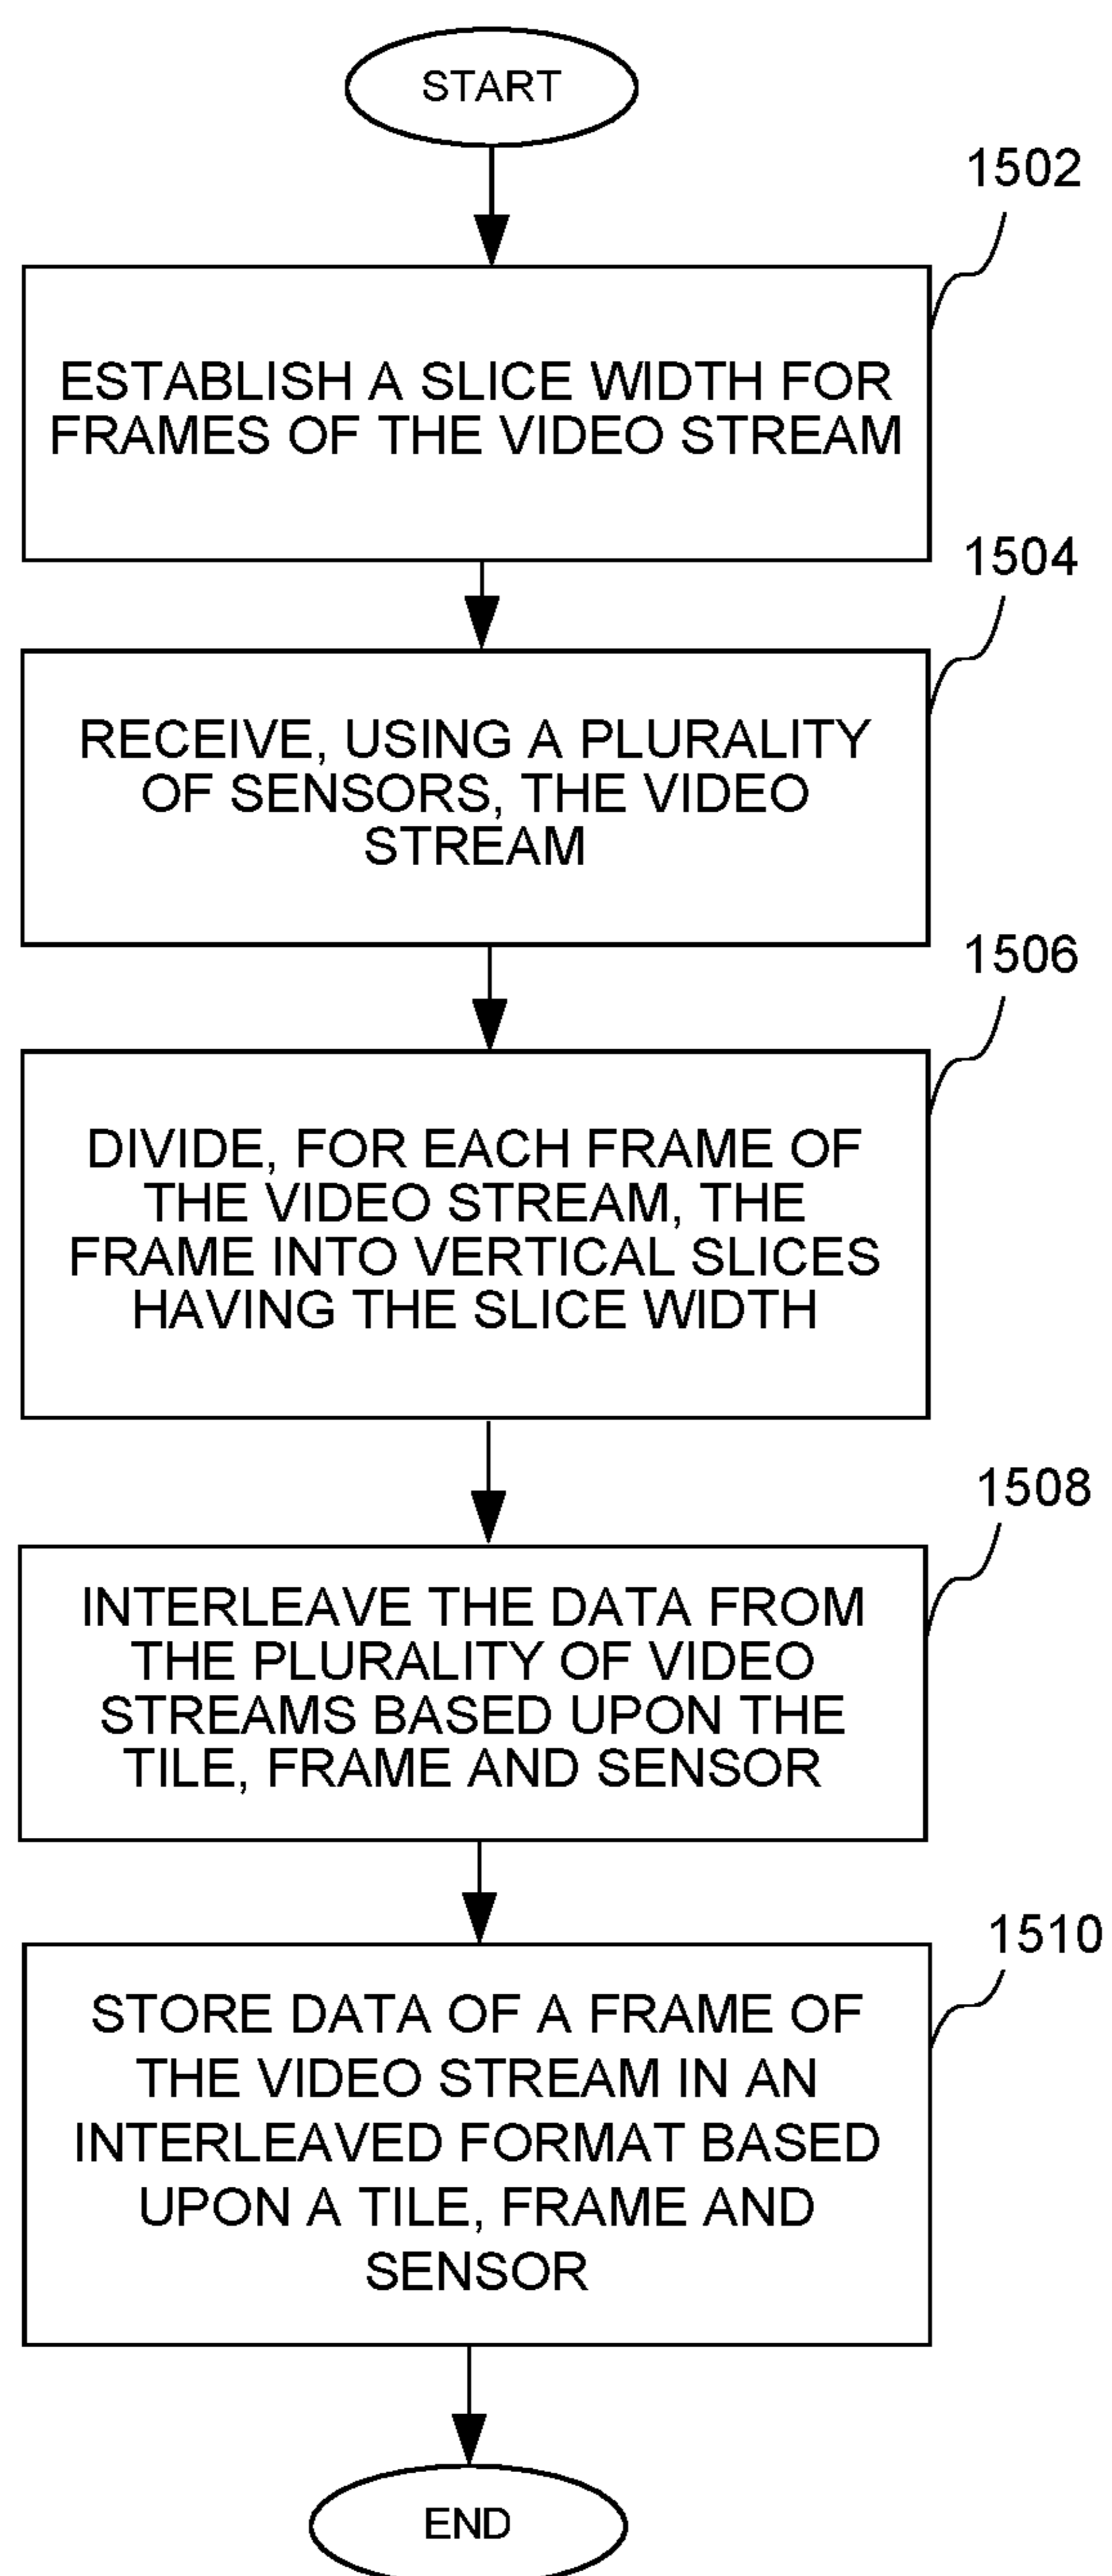 START
1502
ESTABLISH A SLICE WIDTH FOR
FRAMES OF THE VIDEO STREAM
1504
RECEIVE, USING A PLURALITY
OF SENSORS, THE VIDEO
STREAM
1506
DIVIDE, FOR EACH FRAME OF
THE VIDEO STREAM, THE
FRAME INTO VERTICAL SLICES
HAVING THE SLICE WIDTH
1508
INTERLEAVE THE DATA FROM
THE PLURALITY OF VIDEO
STREAMS BASED UPON THE
TILE, FRAME AND SENSOR
1510
STORE DATA OF A FRAME OF
THE VIDEO STREAM IN AN
INTERLEAVED FORMAT BASED
UPON A TILE, FRAME AND
SENSOR
END